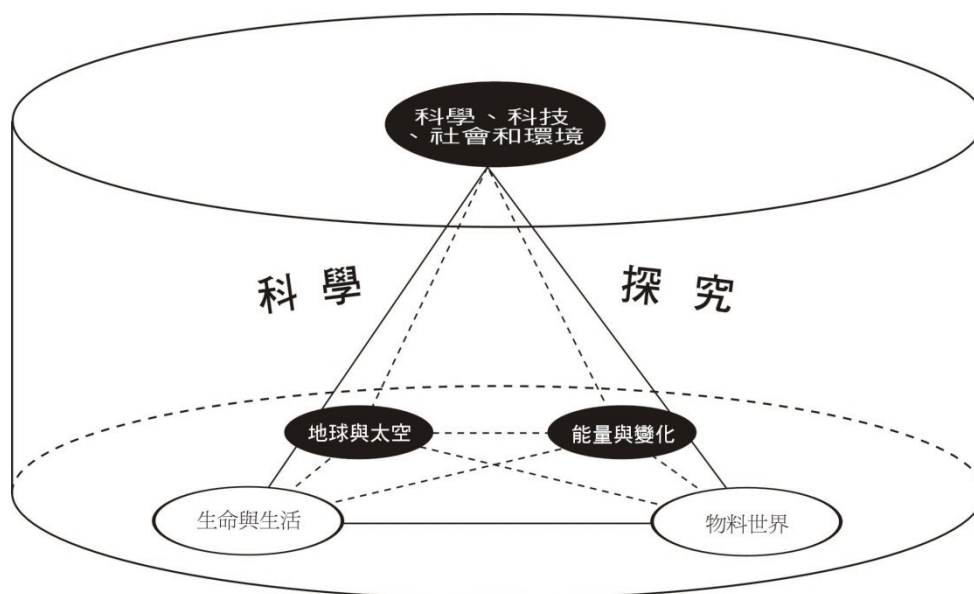 科學、科技
、社會和環境
科學 探究
地球與太空 能量與變化
生命與生活 物料世界